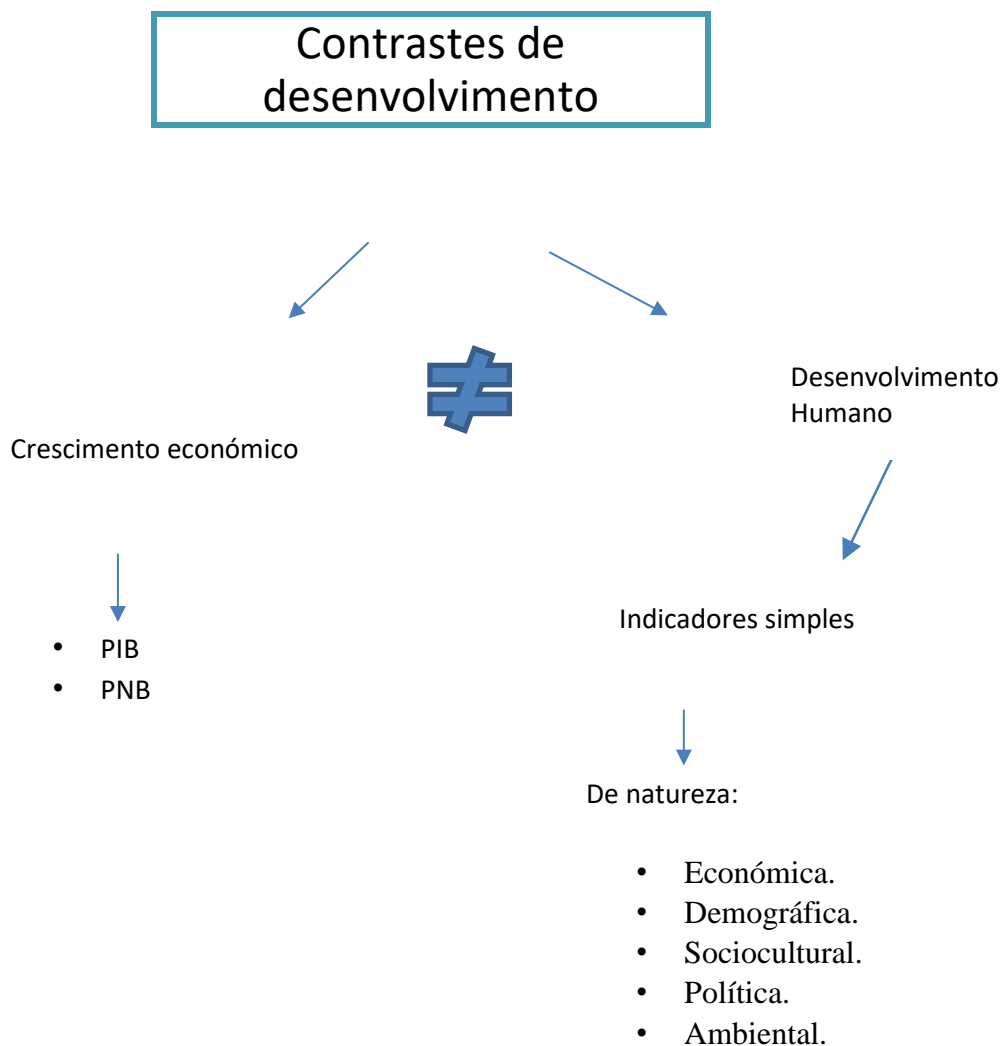 Contrastes de
desenvolvimento
Desenvolvimento
Humano
Crescimento económico
Indicadores simples
• PIB
• PNB
De natureza:
• Económica.
• Demográfica.
• Sociocultural.
• Política.
• Ambiental.